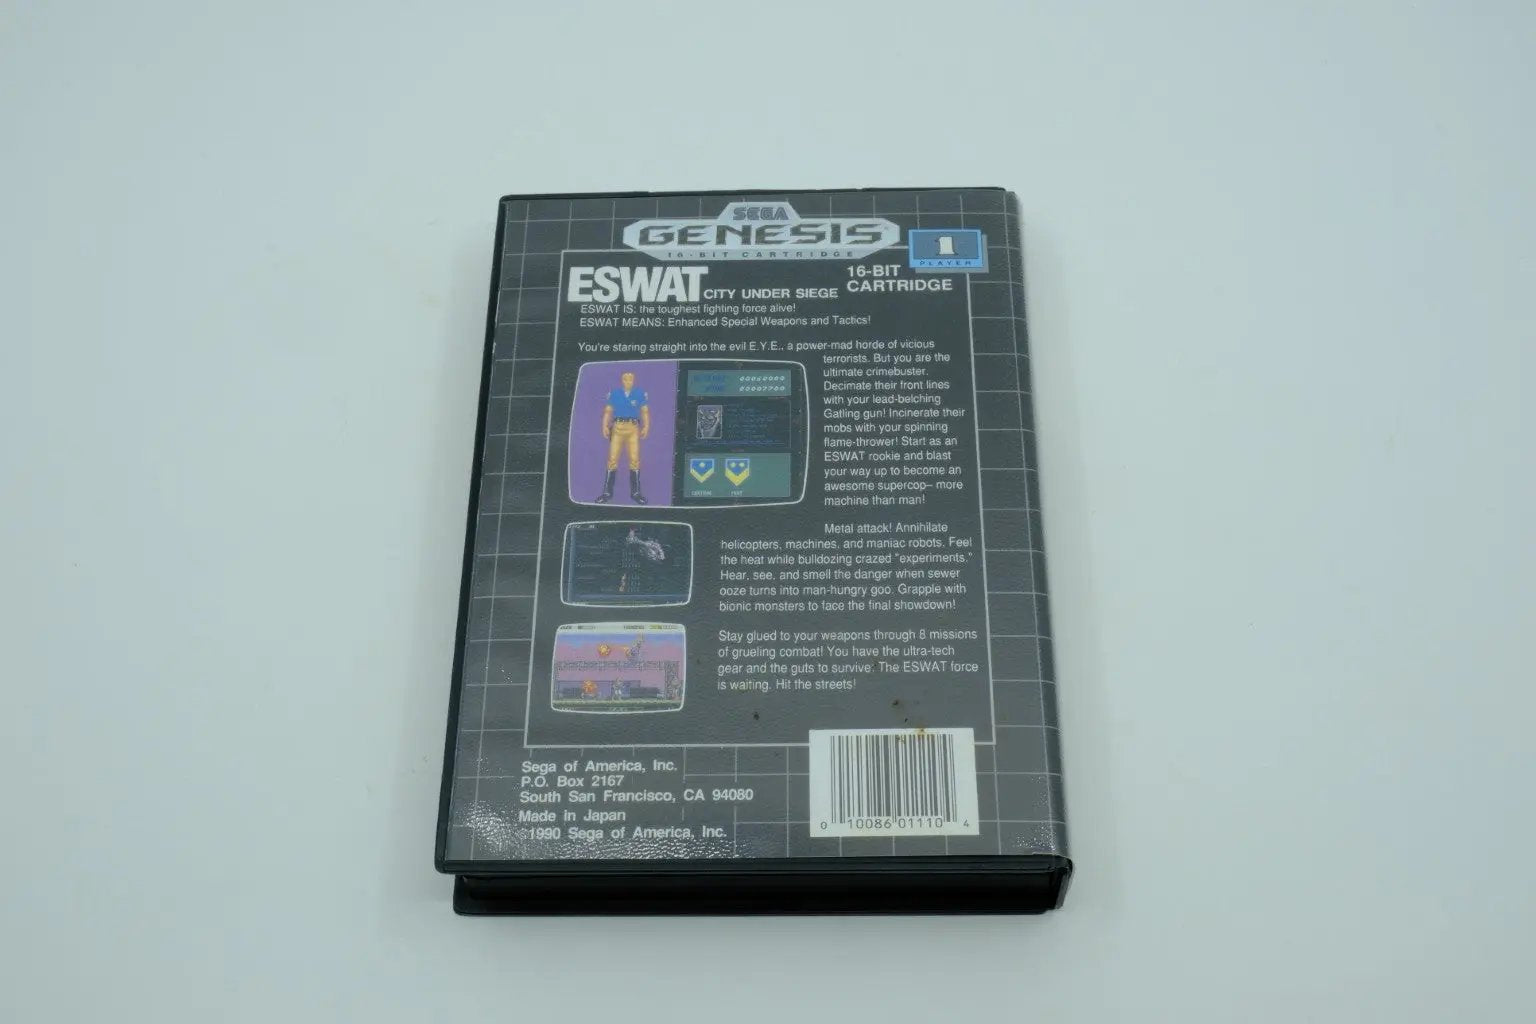 SEGA
GENESIS
16-BIT CARTRIDGE
1
PLAYER
ESWAT CITY UNDER SIEGE
16-BIT
CARTRIDGE
ESWAT IS: the toughest fighting force alive!
ESWAT MEANS: Enhanced Special Weapons and Tactics!
You're staring straight into the evil E.Y.E., a power-mad horde of vicious
terrorists. But you are the
ultimate crimebuster.
Decimate their front lines
with your lead-belching
Gatling gun! Incinerate their
mobs with your spinning
flame-thrower! Start as an
ESWAT rookie and blast
your way up to become an
awesome supercop– more
machine than man!
Metal attack! Annihilate
helicopters, machines, and maniac robots. Feel
the heat while bulldozing crazed "experiments."
Hear, see, and smell the danger when sewer
ooze turns into man-hungry goo. Grapple with
bionic monsters to face the final showdown!
Stay glued to your weapons through 8 missions
of grueling combat! You have the ultra-tech
gear and the guts to survive. The ESWAT force
is waiting. Hit the streets!
Sega of America, Inc.
P.O. Box 2167
South San Francisco, CA 94080
Made in Japan
©1990 Sega of America, Inc.
0 10086 01110 4